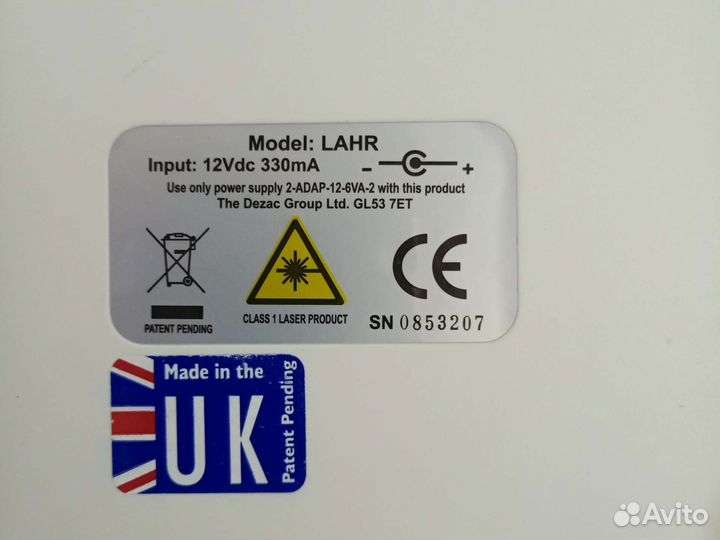 Model: LAHR
Input: 12Vdc 330mA - +
Use only power supply 2-ADAP-12-6VA-2 with this product
The Dezac Group Ltd. GL53 7ET
CE
PATENT PENDING
CLASS 1 LASER PRODUCT
SN 0853207
Made in the
UK
Patent Pending
Avito